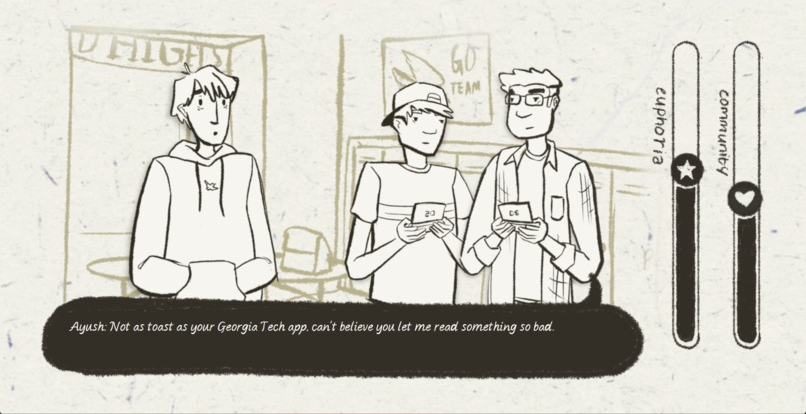 GO
TEAM
euphoria
community
Ayush: Not as toast as your Georgia Tech app, can't believe you let me read something so bad.